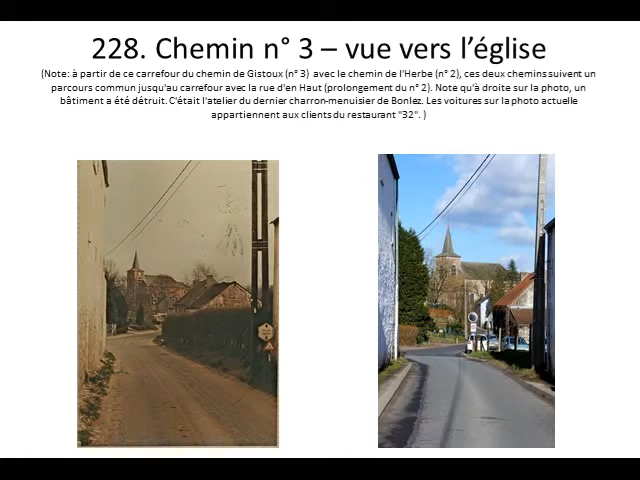 228. Chemin n° 3 – vue vers l’église
(Note: à partir de ce carrefour du chemin de Gistoux (n° 3) avec le chemin de l'Herbe (n° 2), ces deux chemins suivent un
parcours commun jusqu'au carrefour avec la rue d'en Haut (prolongement du n° 2). Note qu'à droite sur la photo, un
bâtiment a été détruit. C'était l'atelier du dernier charron-menuisier de Bonlez. Les voitures sur la photo actuelle
appartiennent aux clients du restaurant "32". )